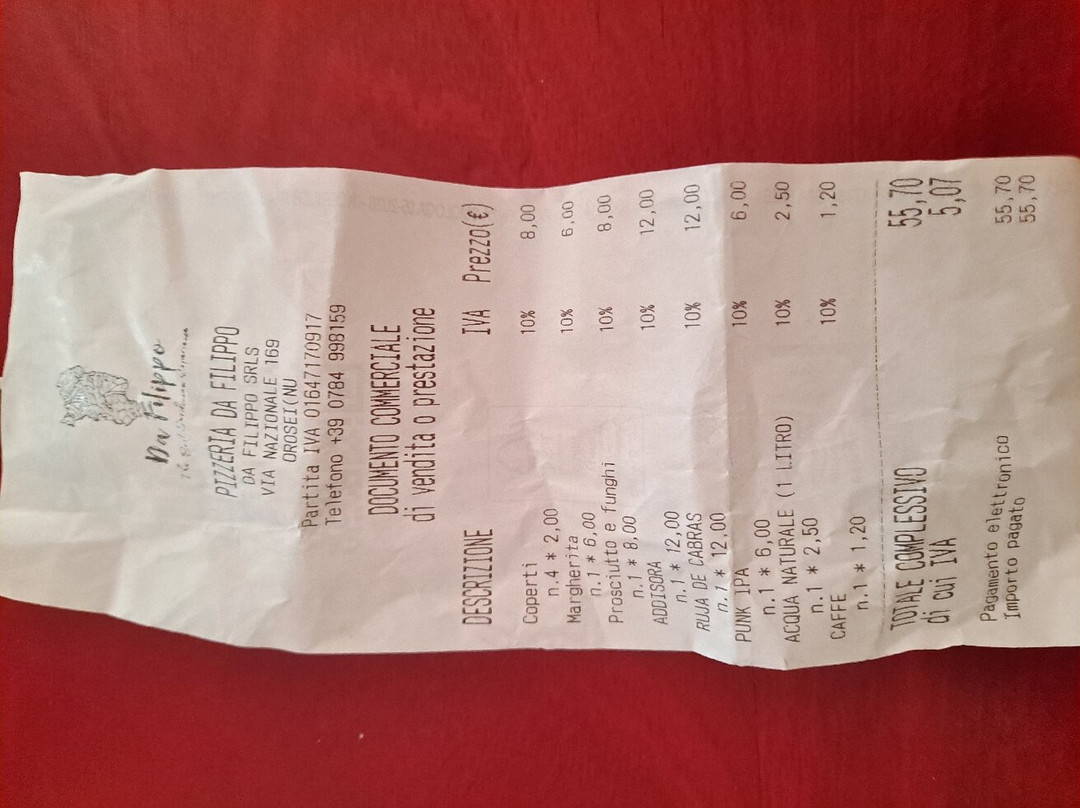 Da Filippo
PIZZERIA DA FILIPPO
DA FILIPPO SRLS
VIA NAZIONALE 169
OROSEI(NU
Partita IVA 01647170917
Telefono +39 0784 998159
DOCUMENTO COMMERCIALE
di vendita o prestazione
DESCRIZIONE IVA Prezzo(€)
Coperti 10% 8,00
n.4 * 2,00
Margherita 10% 6,00
n.1 * 6,00
Prosciutto e funghi 10% 8,00
n.1 * 8,00
ADDISORA 10% 12,00
n.1 * 12,00
RUJA DE CABRAS 10% 12,00
n.1 * 12,00
PUNK IPA 10% 6,00
n.1 * 6,00
ACQUA NATURALE (1 LITRO) 10% 2,50
n.1 * 2,50
CAFFE 10% 1,20
n.1 * 1,20
TOTALE COMPLESSIVO 55,70
di cui IVA 5,07
Pagamento elettronico 55,70
Importo pagato 55,70